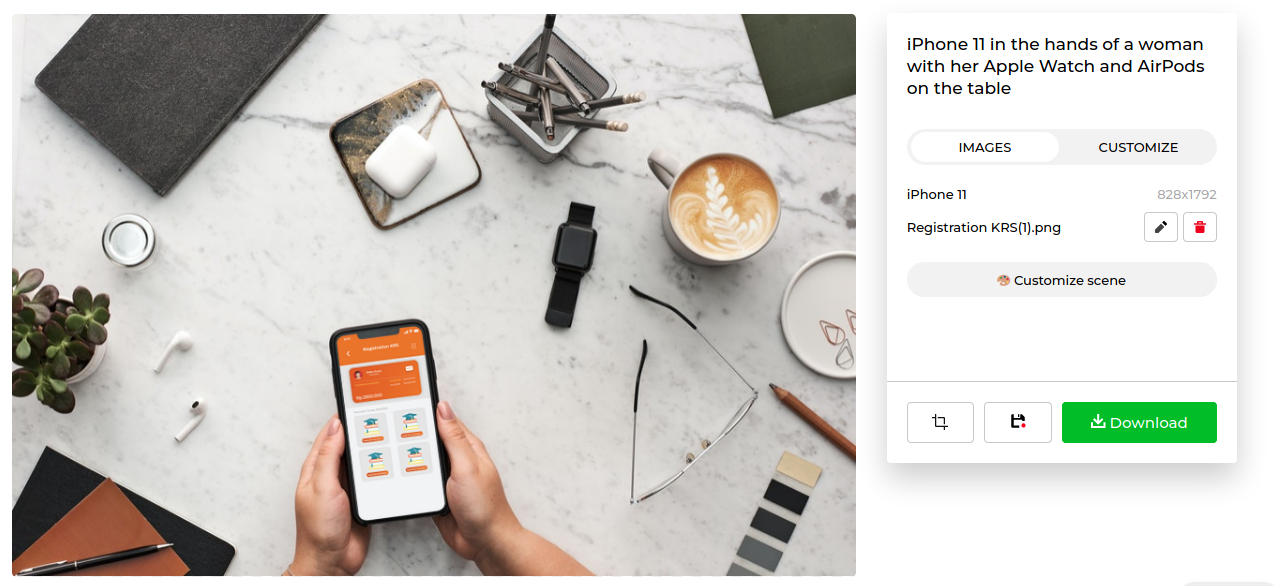 Registration KRS
iPhone 11 in the hands of a woman
with her Apple Watch and AirPods
on the table
IMAGES
CUSTOMIZE
iPhone 11
828x1792
Registration KRS(1).png
🎨 Customize scene
Download